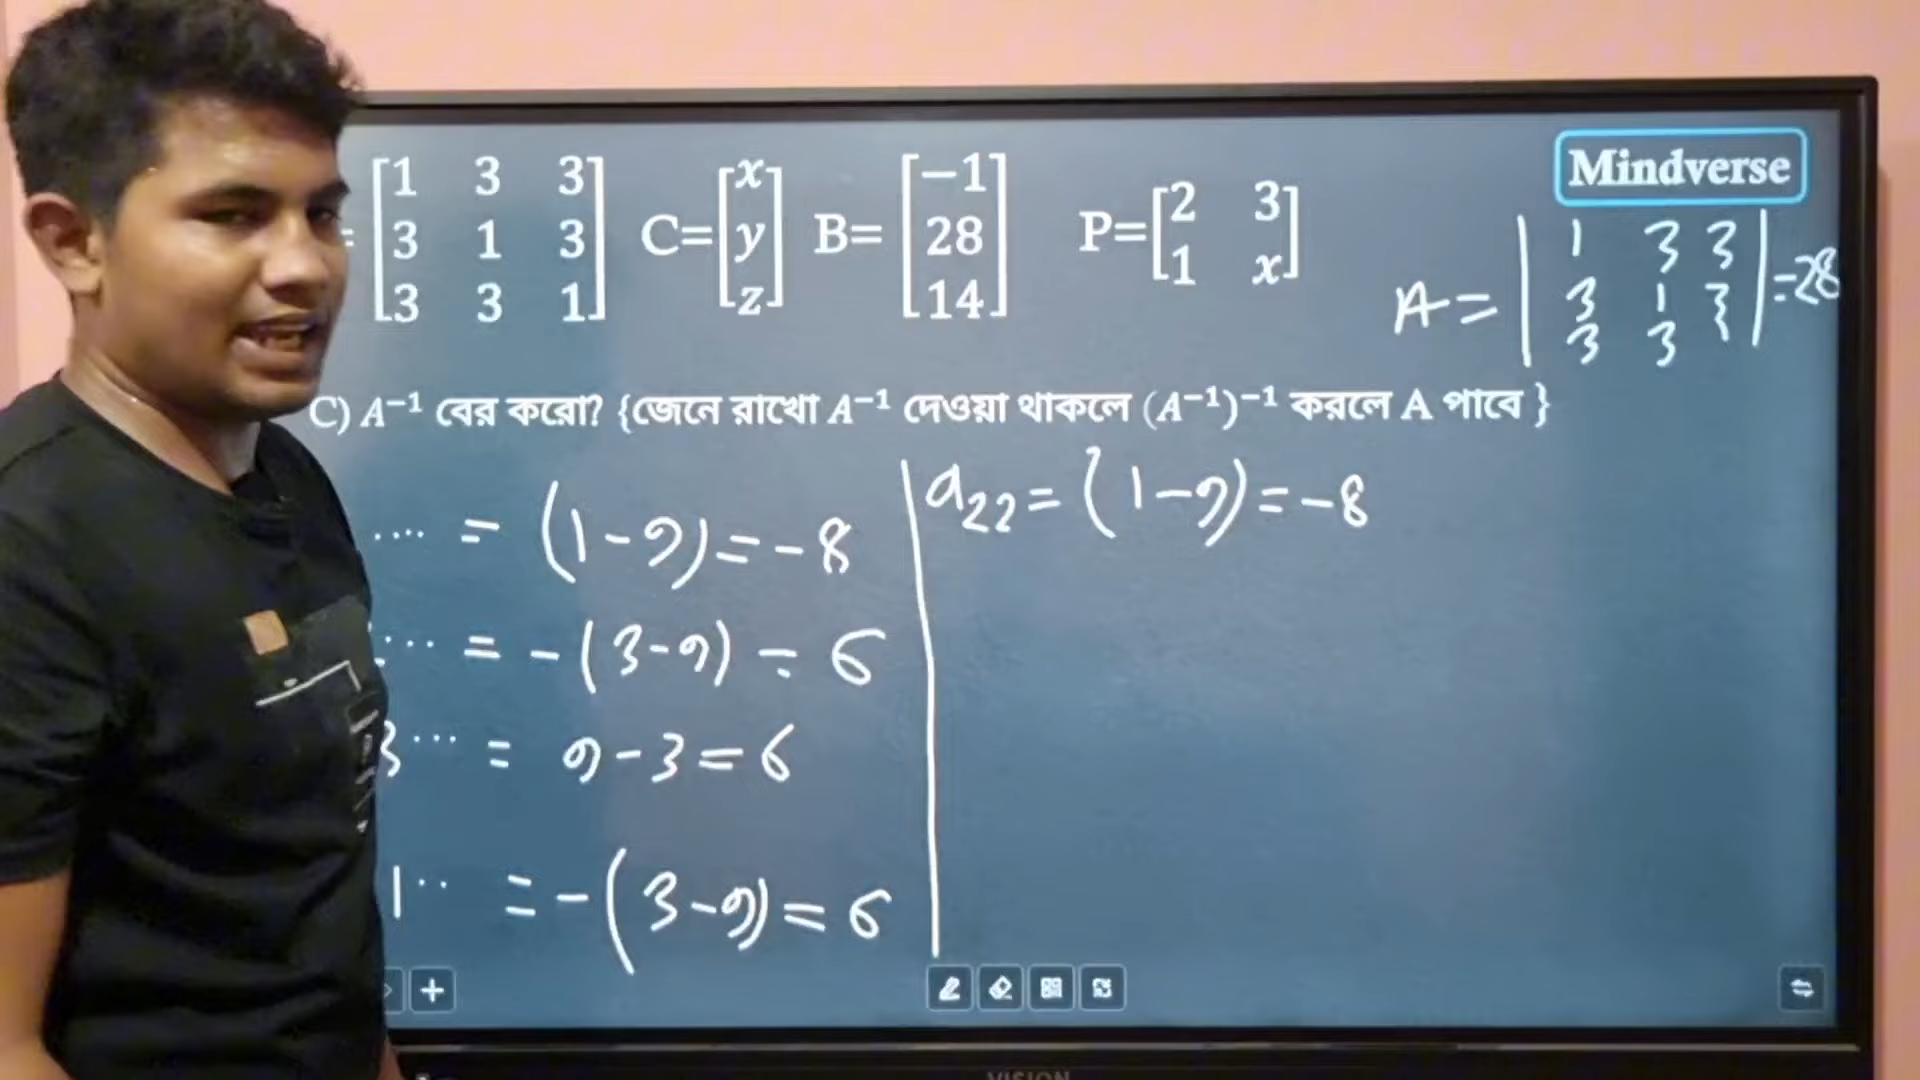 Mindverse
= [1 3 3
3 1 3
3 3 1] C= [x
y
z] B= [−1
28
14] P= [2 3
1 x]
A = | 1 3 3
3 1 3
3 3 | =28
C) A⁻¹ বের করো? {জেনে রাখো A⁻¹ দেওয়া থাকলে (A⁻¹)⁻¹ করলে A পাবে }
.... = (1-9) = -8
... = -(3-9) = 6
3 ... = 9-3=6
1 .. = -(3-9) = 6
a₂₂ = (1-9) = -8
VISION